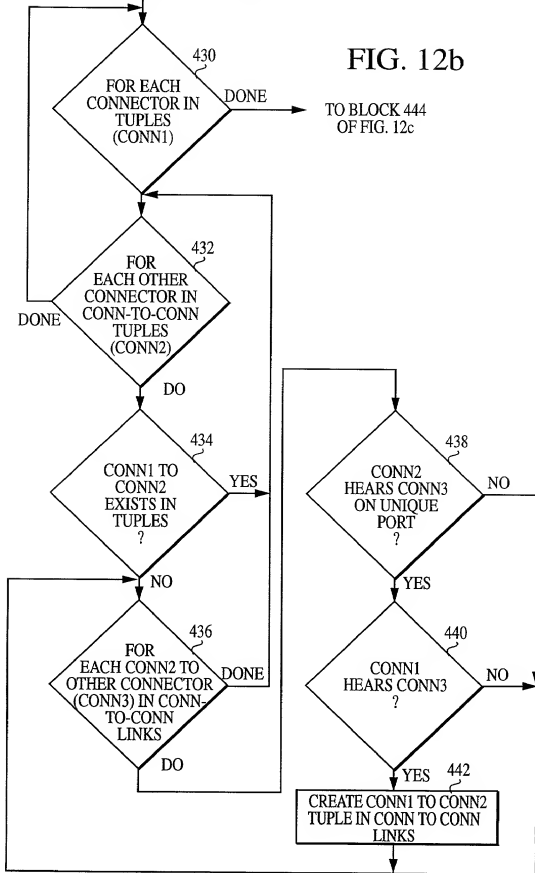 FIG. 12b
430
FOR EACH
CONNECTOR IN
TUPLES
(CONN1)
DONE
TO BLOCK 444
OF FIG. 12c
432
FOR
EACH OTHER
CONNECTOR IN
CONN-TO-CONN
TUPLES
(CONN2)
DONE
DO
434
CONN1 TO
CONN2
EXISTS IN
TUPLES
?
YES
NO
436
FOR
EACH CONN2 TO
OTHER CONNECTOR
(CONN3) IN CONN-
TO-CONN
LINKS
DONE
DO
438
CONN2
HEARS CONN3
ON UNIQUE
PORT
?
NO
YES
440
CONN1
HEARS CONN3
?
NO
YES
442
CREATE CONN1 TO CONN2
TUPLE IN CONN TO CONN
LINKS